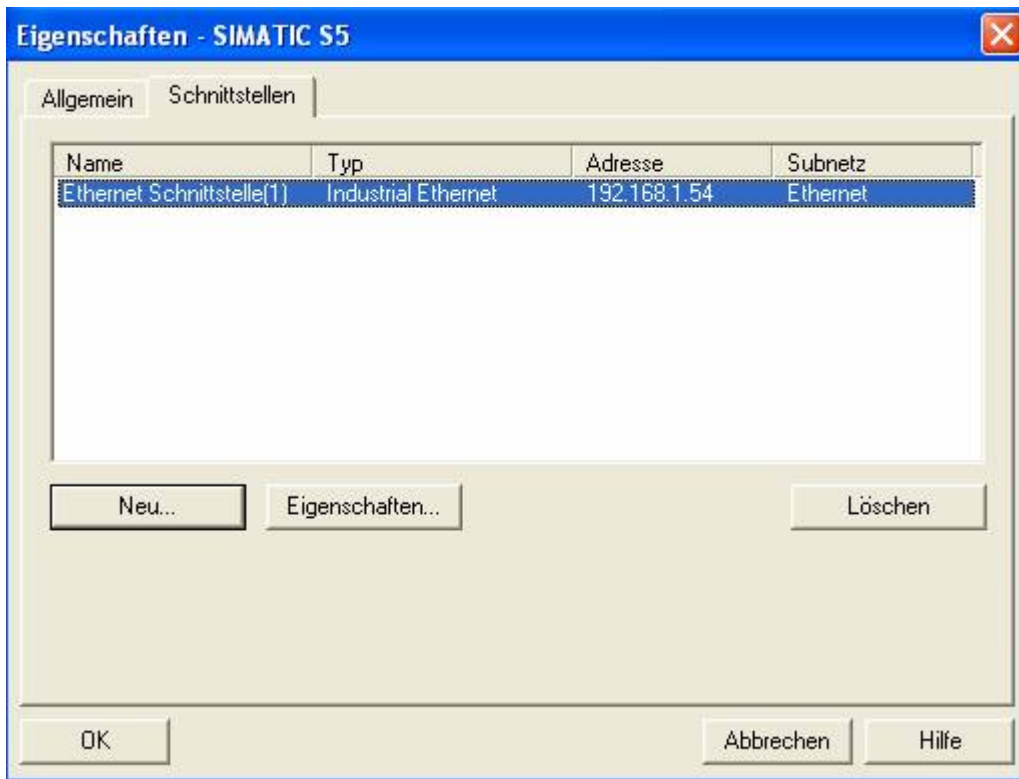 Eigenschaften - SIMATIC S5
Allgemein Schnittstellen
Name Typ Adresse Subnetz
Ethernet Schnittstelle(1) Industrial Ethernet 192.168.1.54 Ethernet
Neu... Eigenschaften... Löschen
OK Abbrechen Hilfe